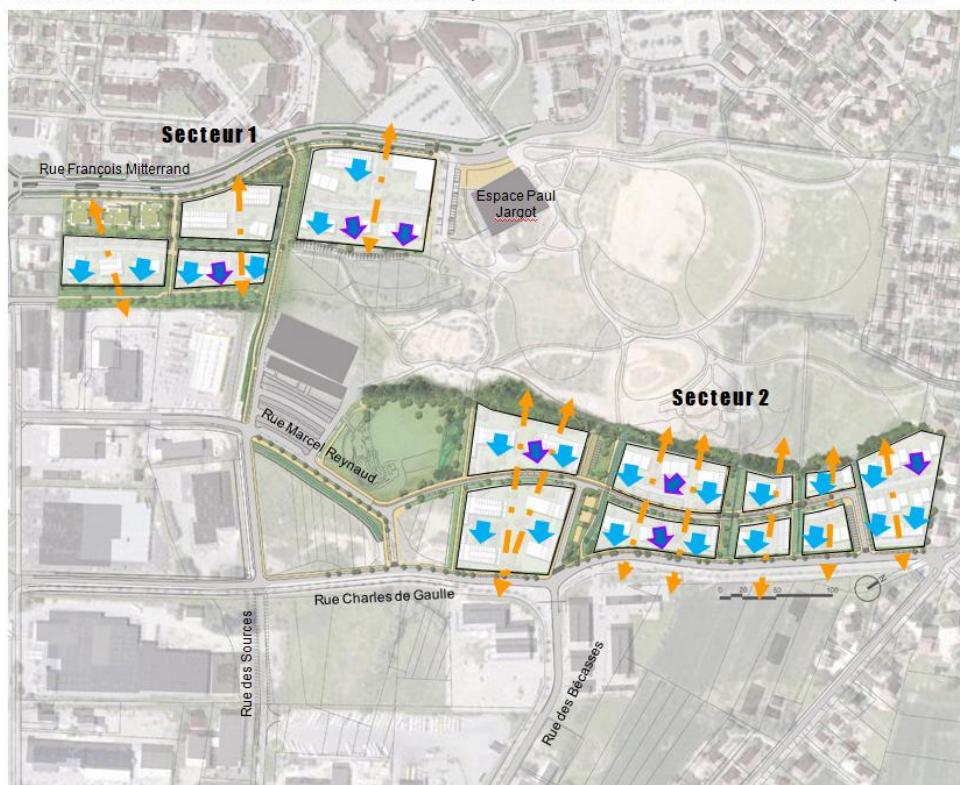 Secteur 1
Rue François Mitterrand
Espace Paul
Jargot
Secteur 2
Rue Marcel Reynaud
Rue Charles de Gaulle
Rue des Sources
Rue des Bécasses
N